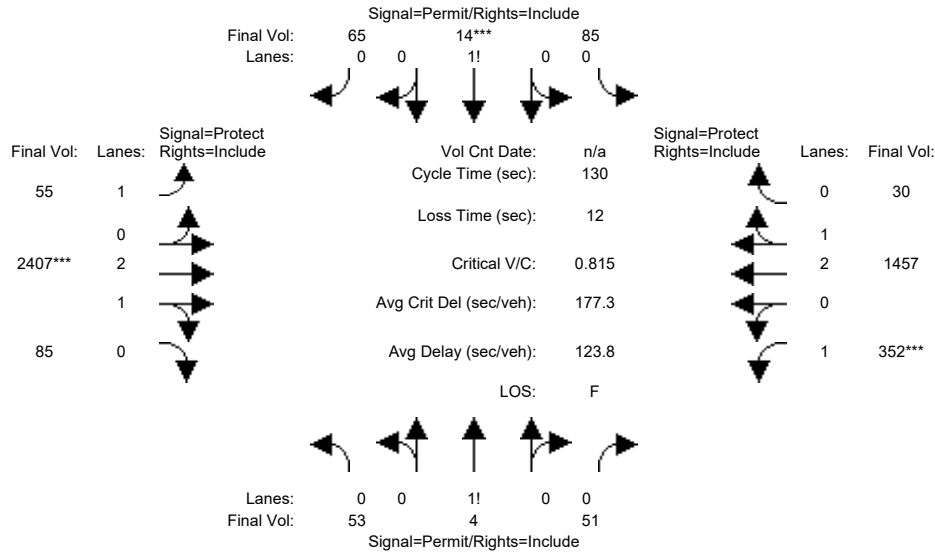 Signal=Permit/Rights=Include
Final Vol: 65 14*** 85
Lanes: 0 0 1! 0 0
Signal=Protect Signal=Protect
Final Vol: Lanes: Rights=Include Vol Cnt Date: n/a Rights=Include Lanes: Final Vol:
Cycle Time (sec): 130
55 1 0 30
Loss Time (sec): 12
0 1
2407*** 2 Critical V/C: 0.815 2 1457
1 Avg Crit Del (sec/veh): 177.3 0
85 0 Avg Delay (sec/veh): 123.8 1 352***
LOS: F
Lanes: 0 0 1! 0 0
Final Vol: 53 4 51
Signal=Permit/Rights=Include